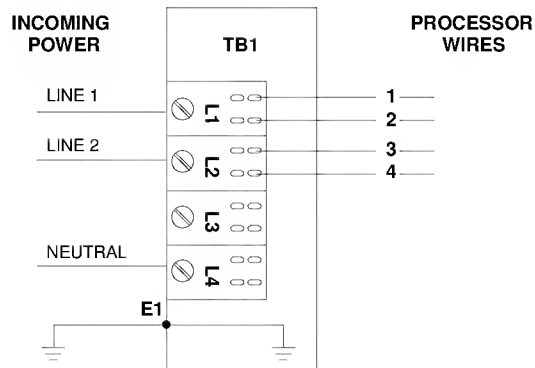 INCOMING
POWER
TB1
PROCESSOR
WIRES
LINE 1
L1
1
2
LINE 2
L2
3
4
L3
NEUTRAL
L4
E1